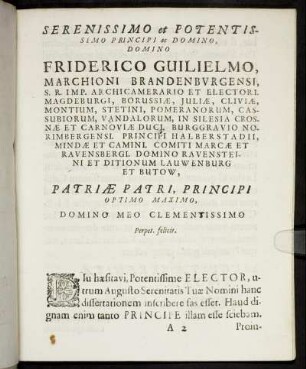 SERENISSIMO et POTENTIS-
SIMO PRINCIPI ac DOMINO,
DOMINO
FRIDERICO GUILIELMO,
MARCHIONI BRANDENBVRGENSI,
S. R. IMP. ARCHICAMERARIO ET ELECTORI.
MAGDEBURGI, BORUSSIÆ, JULIÆ, CLIVIÆ,
MONTIUM, STETINI, POMERANORUM, CAS-
SUBIORUM, VANDALORUM, IN SILESIA CROS-
NÆ ET CARNOVIÆ DUCI. BURGGRAVIO NO-
RIMBERGENSI. PRINCIPI HALBERSTADII,
MINDÆ ET CAMINI. COMITI MARCÆ ET
RAVENSBERGI. DOMINO RAVENSTEI-
NI ET DITIONUM LAUWENBURG
ET BUTOW,
PATRIÆ PATRI, PRINCIPI
OPTIMO MAXIMO,
DOMINO MEO CLEMENTISSIMO
Perpet. felicit.
DIu hæsitavi, Potentissime ELECTOR, u-
trum Augusto Serenitatis Tuæ Nomini hanc
dissertationem inscribere fas esset. Haud di-
gnam enim tanto PRINCIPE illam esse sciebam.
A 2 Prom-